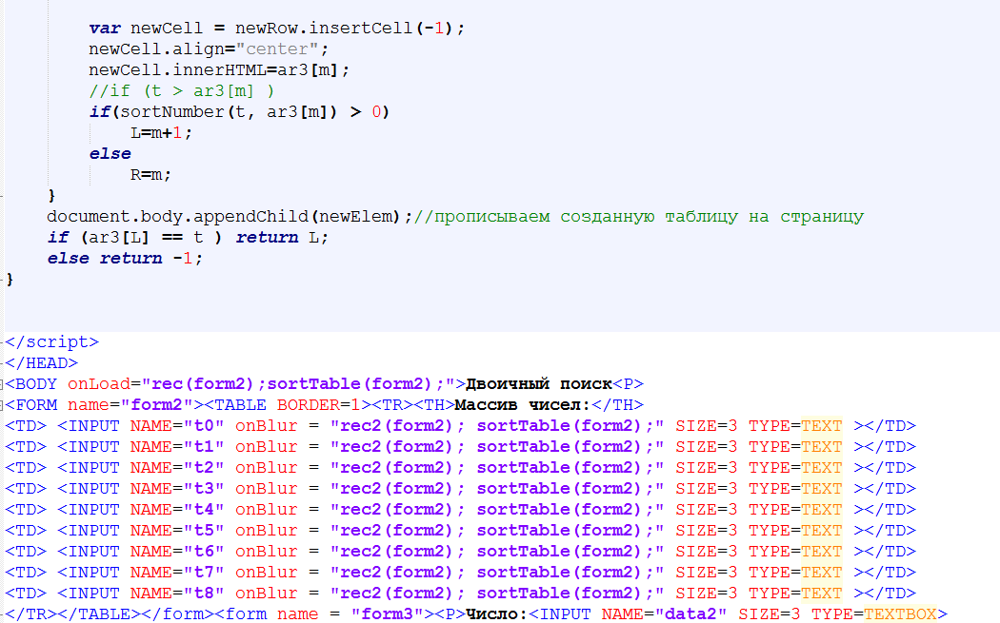 var newCell = newRow.insertCell(-1);
newCell.align="center";
newCell.innerHTML=ar3[m];
//if (t > ar3[m] )
if(sortNumber(t, ar3[m]) > 0)
L=m+1;
else
R=m;
}
document.body.appendChild(newElem);//прописываем созданную таблицу на страницу
if (ar3[L] == t ) return L;
else return -1;
}
</script>
</HEAD>
<BODY onLoad="rec(form2);sortTable(form2);">Двоичный поиск<P>
<FORM name="form2"><TABLE BORDER=1><TR><TH>Массив чисел:</TH>
<TD> <INPUT NAME="t0" onBlur = "rec2(form2); sortTable(form2);" SIZE=3 TYPE=TEXT ></TD>
<TD> <INPUT NAME="t1" onBlur = "rec2(form2); sortTable(form2);" SIZE=3 TYPE=TEXT ></TD>
<TD> <INPUT NAME="t2" onBlur = "rec2(form2); sortTable(form2);" SIZE=3 TYPE=TEXT ></TD>
<TD> <INPUT NAME="t3" onBlur = "rec2(form2); sortTable(form2);" SIZE=3 TYPE=TEXT ></TD>
<TD> <INPUT NAME="t4" onBlur = "rec2(form2); sortTable(form2);" SIZE=3 TYPE=TEXT ></TD>
<TD> <INPUT NAME="t5" onBlur = "rec2(form2); sortTable(form2);" SIZE=3 TYPE=TEXT ></TD>
<TD> <INPUT NAME="t6" onBlur = "rec2(form2); sortTable(form2);" SIZE=3 TYPE=TEXT ></TD>
<TD> <INPUT NAME="t7" onBlur = "rec2(form2); sortTable(form2);" SIZE=3 TYPE=TEXT ></TD>
<TD> <INPUT NAME="t8" onBlur = "rec2(form2); sortTable(form2);" SIZE=3 TYPE=TEXT ></TD>
</TR></TABLE></form><form name = "form3"><P>Число:<INPUT NAME="data2" SIZE=3 TYPE=TEXTBOX>